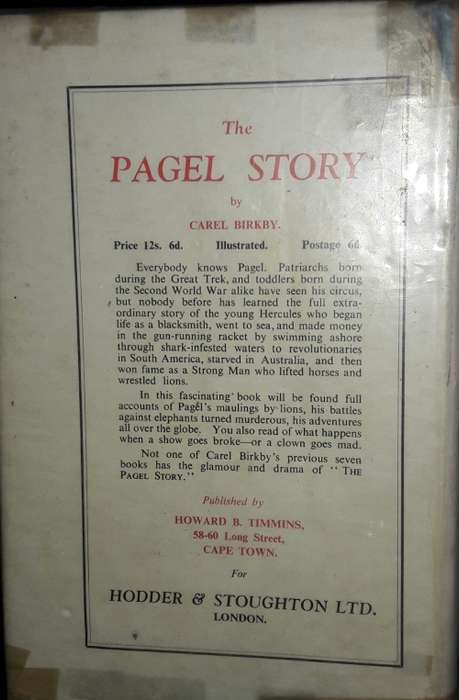 The
PAGEL STORY
by
CAREL BIRKBY.
Price 12s. 6d. Illustrated. Postage 6d.
Everybody knows Pagel. Patriarchs born
during the Great Trek, and toddlers born during
the Second World War alike have seen his circus,
but nobody before has learned the full extra-
ordinary story of the young Hercules who began
life as a blacksmith, went to sea, and made money
in the gun-running racket by swimming ashore
through shark-infested waters to revolutionaries
in South America, starved in Australia, and then
won fame as a Strong Man who lifted horses and
wrestled lions.
In this fascinating book will be found full
accounts of Pagel's maulings by lions, his battles
against elephants turned murderous, his adventures
all over the globe. You also read of what happens
when a show goes broke—or a clown goes mad.
Not one of Carel Birkby's previous seven
books has the glamour and drama of "THE
PAGEL STORY."
Published by
HOWARD B. TIMMINS,
58-60 Long Street,
CAPE TOWN.
For
HODDER & STOUGHTON LTD.
LONDON.